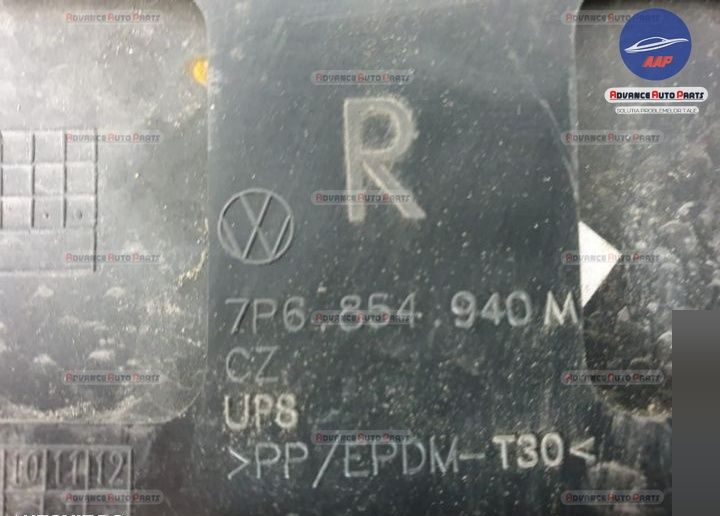 AAP
ADVANCE AUTO PARTS
SOLUTIA PROBLEMELOR TALE
R
7P6 854 940 M
CZ
UP8
>PP/EPDM-T30<
10 11 12